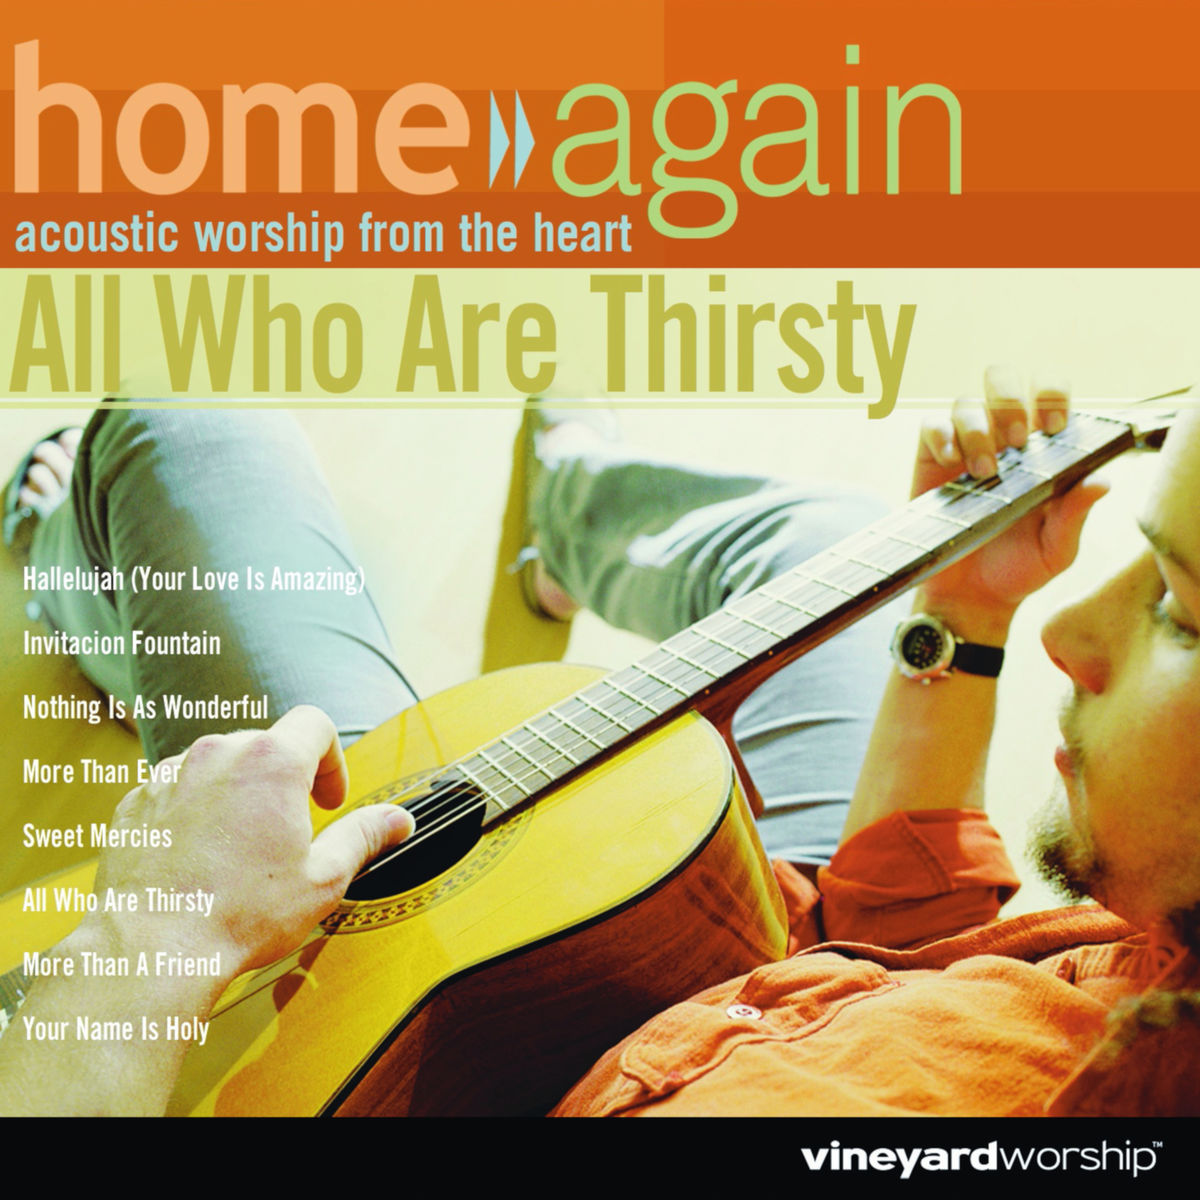 home»again
acoustic worship from the heart
All Who Are Thirsty
Hallelujah (Your Love Is Amazing)
Invitacion Fountain
Nothing Is As Wonderful
More Than Ever
Sweet Mercies
All Who Are Thirsty
More Than A Friend
Your Name Is Holy
vineyardworship™